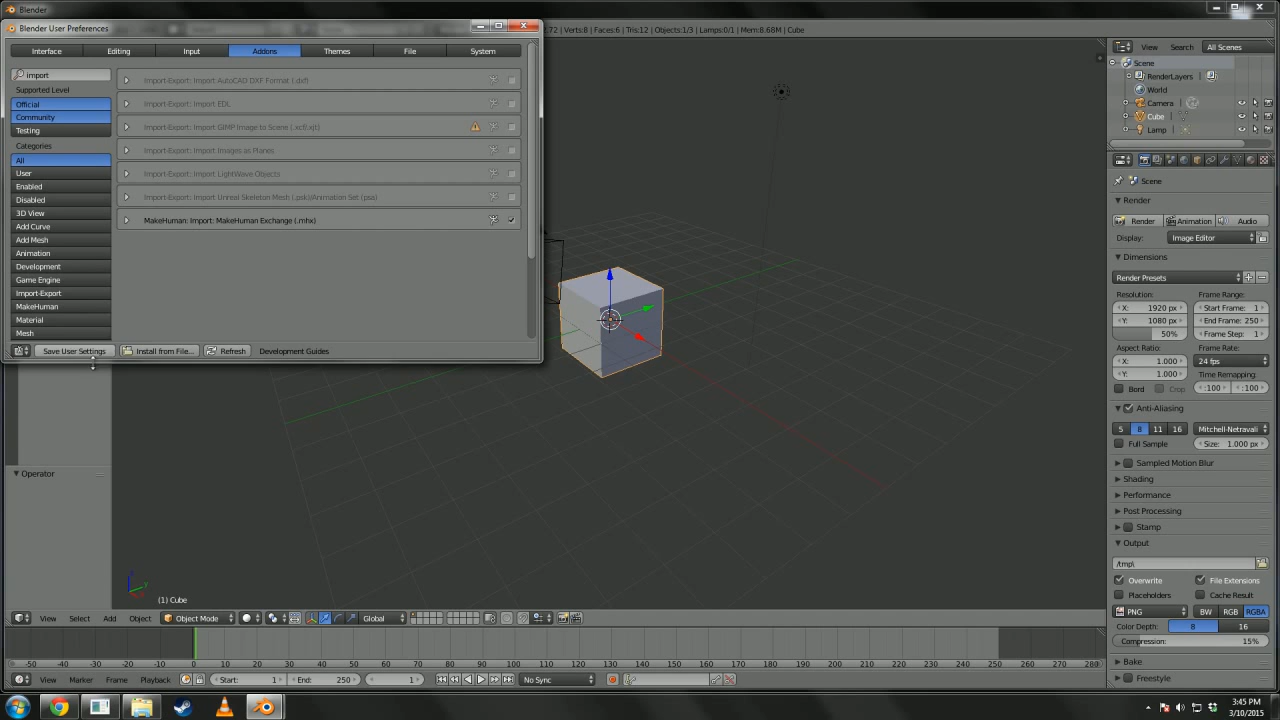 Blender
Blender User Preferences
:72 | Verts:8 | Faces:6 | Tris:12 | Objects:1/3 | Lamps:0/1 | Mem:8.68M | Cube
Interface Editing Input Addons Themes File System
View Search All Scenes
import
Supported Level
Official
Community
Testing
Categories
All
User
Enabled
Disabled
3D View
Add Curve
Add Mesh
Animation
Development
Game Engine
Import-Export
MakeHuman
Material
Mesh
Import-Export: Import AutoCAD DXF Format (.dxf)
Import-Export: Import EDL
Import-Export: Import GIMP Image to Scene (.xcf/.xjt)
Import-Export: Import Images as Planes
Import-Export: Import LightWave Objects
Import-Export: Import Unreal Skeleton Mesh (.psk)/Animation Set (psa)
MakeHuman: Import: MakeHuman Exchange (.mhx)
Save User Settings Install from File... Refresh Development Guides
Scene
RenderLayers
World
Camera
Cube
Lamp
Scene
Render
Render Animation Audio
Display: Image Editor
Dimensions
Render Presets
Resolution: Frame Range:
X: 1920 px Start Frame: 1
Y: 1080 px End Frame: 250
50% Frame Step: 1
Aspect Ratio: Frame Rate:
X: 1.000 24 fps
Y: 1.000 Time Remapping:
Bord Crop :100 :100
Anti-Aliasing
5 8 11 16 Mitchell-Netravali
Full Sample Size: 1.000 px
Sampled Motion Blur
Shading
Performance
Post Processing
Stamp
Output
/tmp\
Overwrite File Extensions
Placeholders Cache Result
PNG BW RGB RGBA
Color Depth: 8 16
Compression: 15%
Bake
Freestyle
Operator
z
y
(1) Cube
View Select Add Object Object Mode Global
-50 -40 -30 -20 -10 0 10 20 30 40 50 60 70 80 90 100 110 120 130 140 150 160 170 180 190 200 210 220 230 240 250 260 270 280
View Marker Frame Playback Start: 1 End: 250 1 No Sync
3:45 PM
3/10/2015